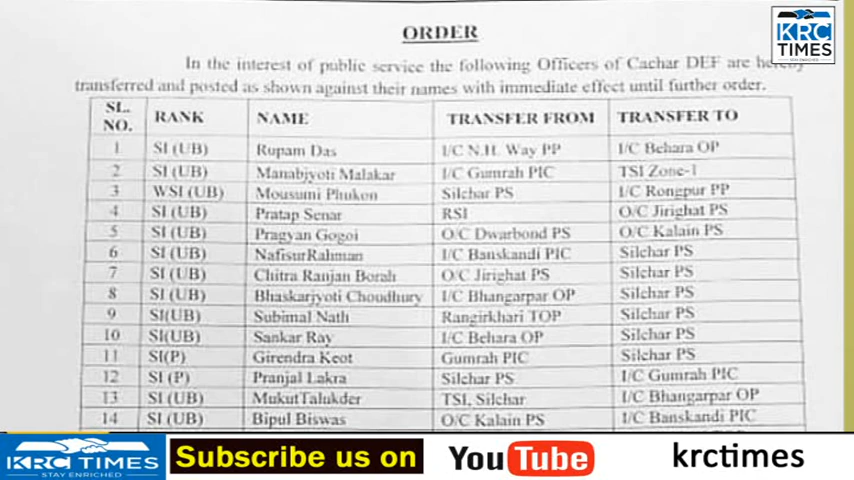 KRC
TIMES
ORDER
In the interest of public service the following Officers of Cachar DEF are hereby
transferred and posted as shown against their names with immediate effect until further order.
SL. NO. RANK NAME TRANSFER FROM TRANSFER TO
1 SI (UB) Rupam Das I/C N.H. Way PP I/C Behara OP
2 SI (UB) Manabjyoti Malakar I/C Gumrah PIC TSI Zone-1
3 WSI (UB) Mousumi Phukon Silchar PS I/C Rongpur PP
4 SI (UB) Pratap Senar RSI O/C Jirighat PS
5 SI (UB) Pragyan Gogoi O/C Dwarbond PS O/C Kalain PS
6 SI (UB) NafisurRahman I/C Banskandi PIC Silchar PS
7 SI (UB) Chitra Ranjan Borah O/C Jirighat PS Silchar PS
8 SI (UB) Bhaskarjyoti Choudhury I/C Bhangarpar OP Silchar PS
9 SI(UB) Subimal Nath Rangirkhari TOP Silchar PS
10 SI(UB) Sankar Ray I/C Behara OP Silchar PS
11 SI(P) Girendra Keot Gumrah PIC Silchar PS
12 SI (P) Pranjal Lakra Silchar PS I/C Gumrah PIC
13 SI (UB) MukutTalukder TSI, Silchar I/C Bhangarpar OP
14 SI (UB) Bipul Biswas O/C Kalain PS I/C Banskandi PIC
KRC TIMES
STAY ENRICHED
Subscribe us on
YouTube
krctimes